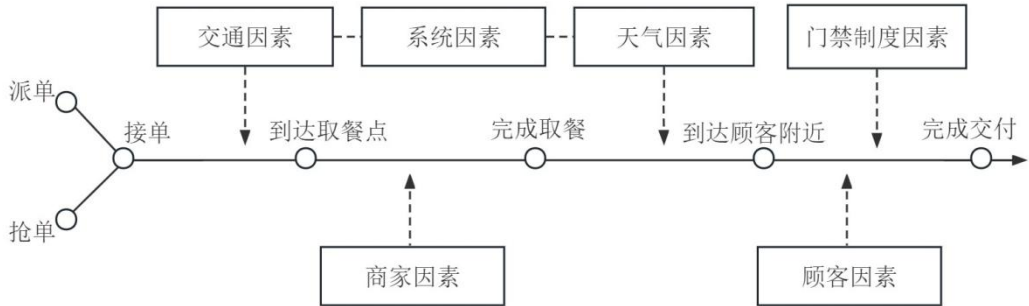 交通因素
系统因素
天气因素
门禁制度因素
派单
接单
到达取餐点
完成取餐
到达顾客附近
完成交付
抢单
商家因素
顾客因素